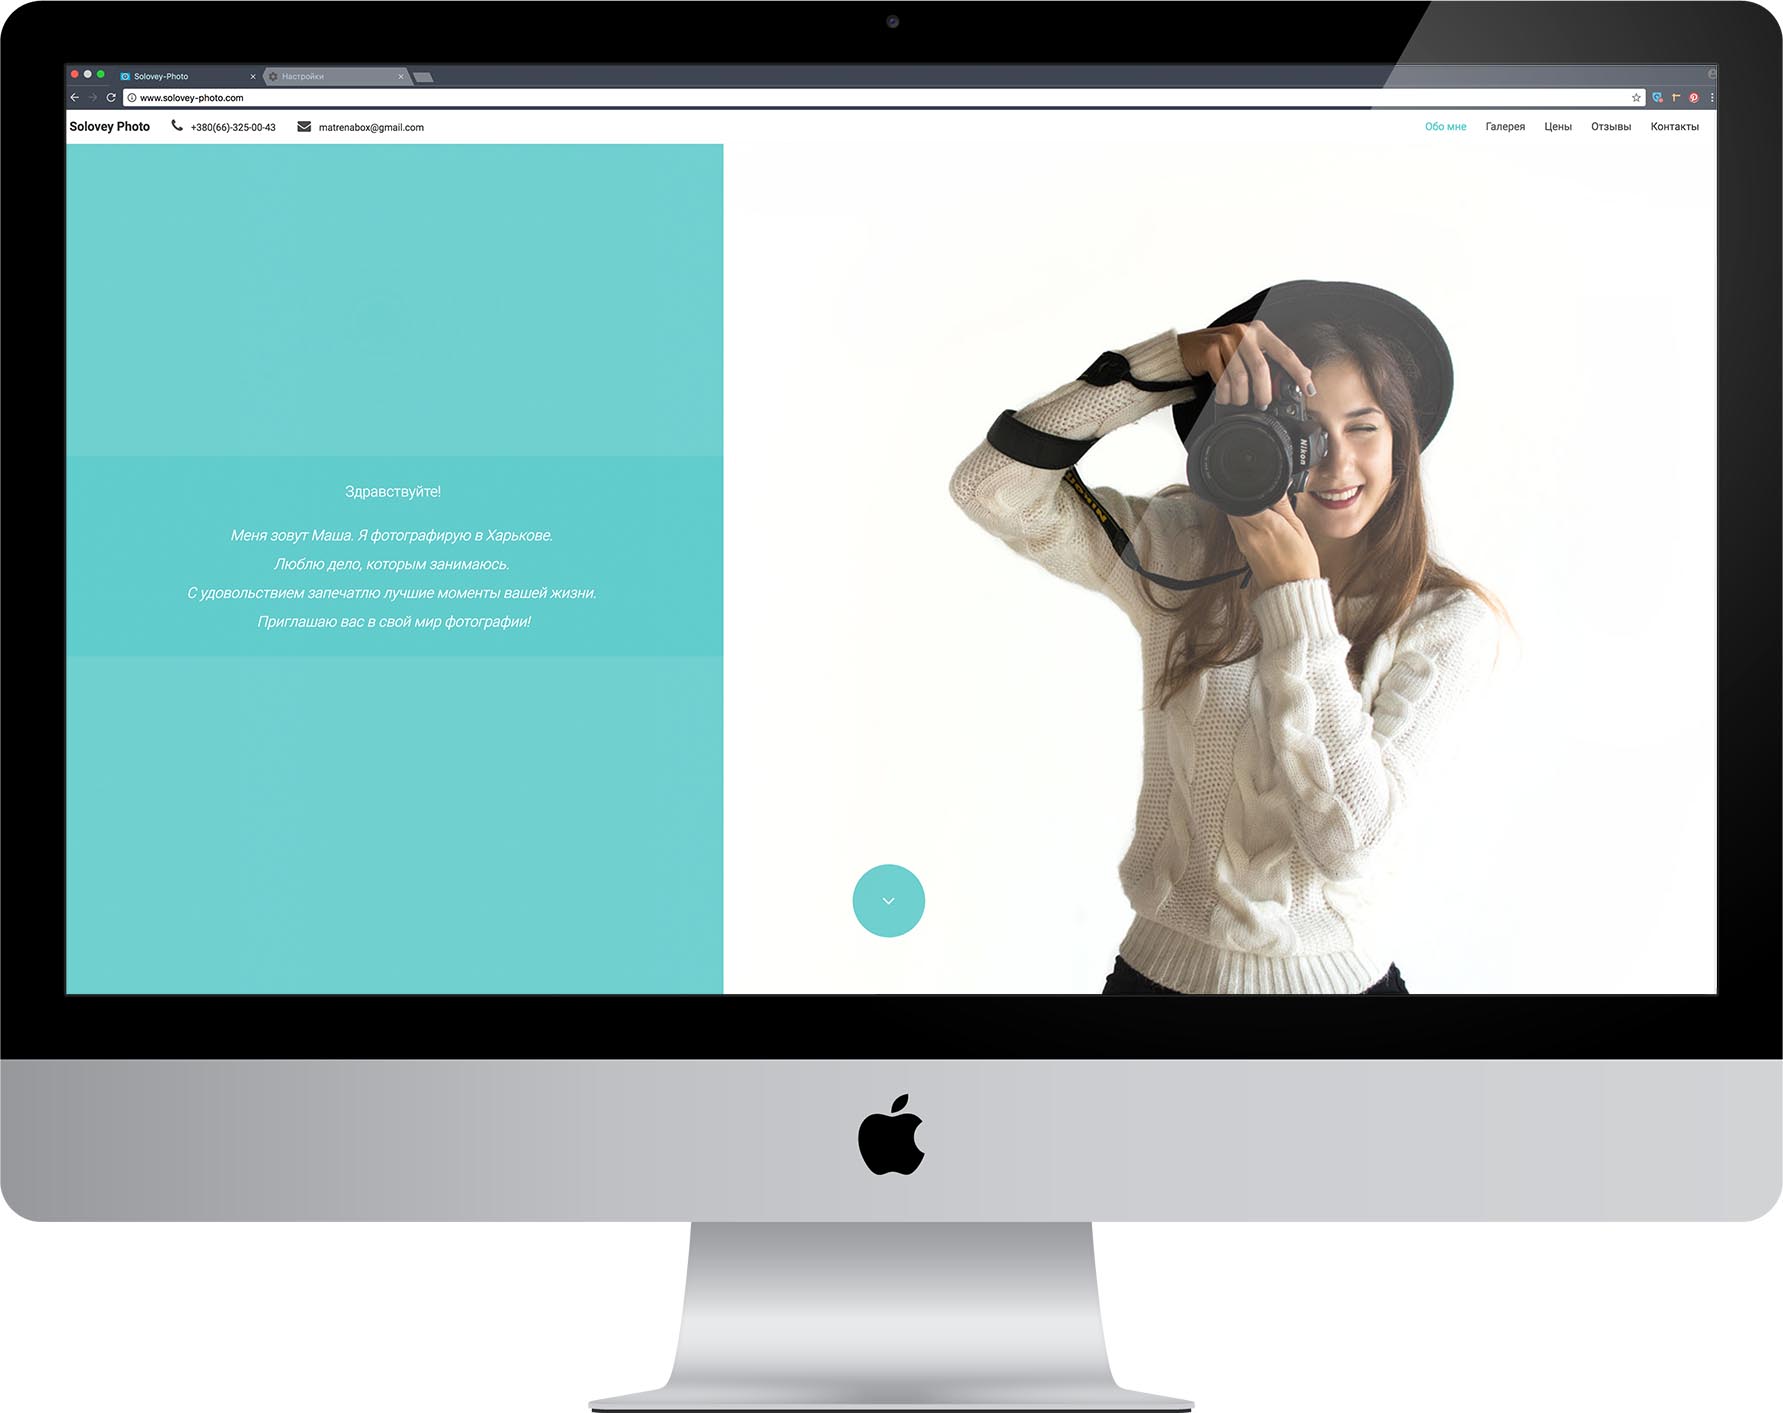 Solovey-Photo
Настройки
www.solovey-photo.com
Solovey Photo
+380(66)-325-00-43
matrenabox@gmail.com
Обо мне
Галерея
Цены
Отзывы
Контакты
Здравствуйте!
Меня зовут Маша. Я фотографирую в Харькове.
Люблю дело, которым занимаюсь.
С удовольствием запечатлю лучшие моменты вашей жизни.
Приглашаю вас в свой мир фотографии!
Nikon
NIKON